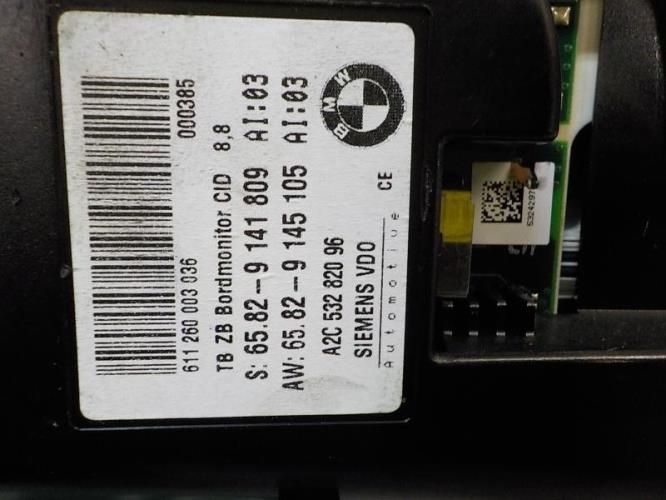 611 260 003 036 000385
TB ZB Bordmonitor CID 8,8
S: 65.82-9 141 809 AI:03
AW: 65.82-9 145 105 AI:03
A2C 532 820 96
SIEMENS VDO CE
Automotive
BMW